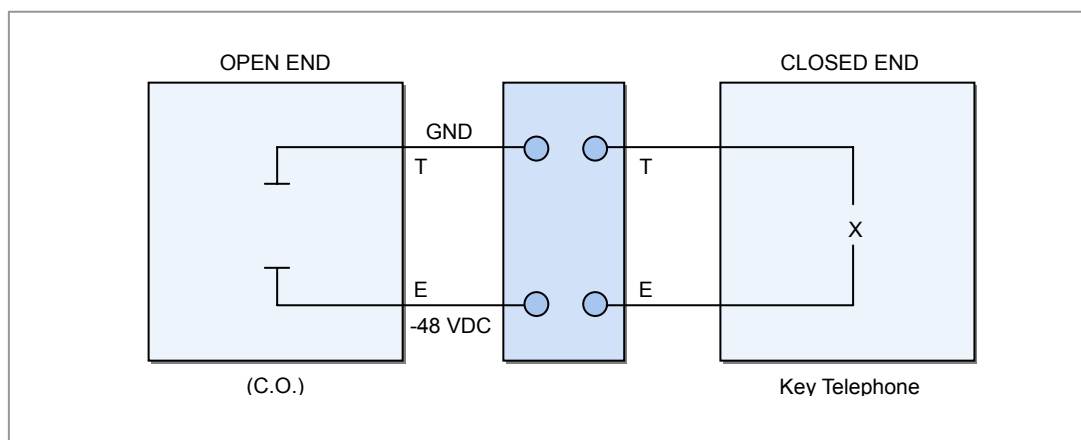 OPEN END
CLOSED END
GND
T
T
X
E
E
-48 VDC
(C.O.)
Key Telephone